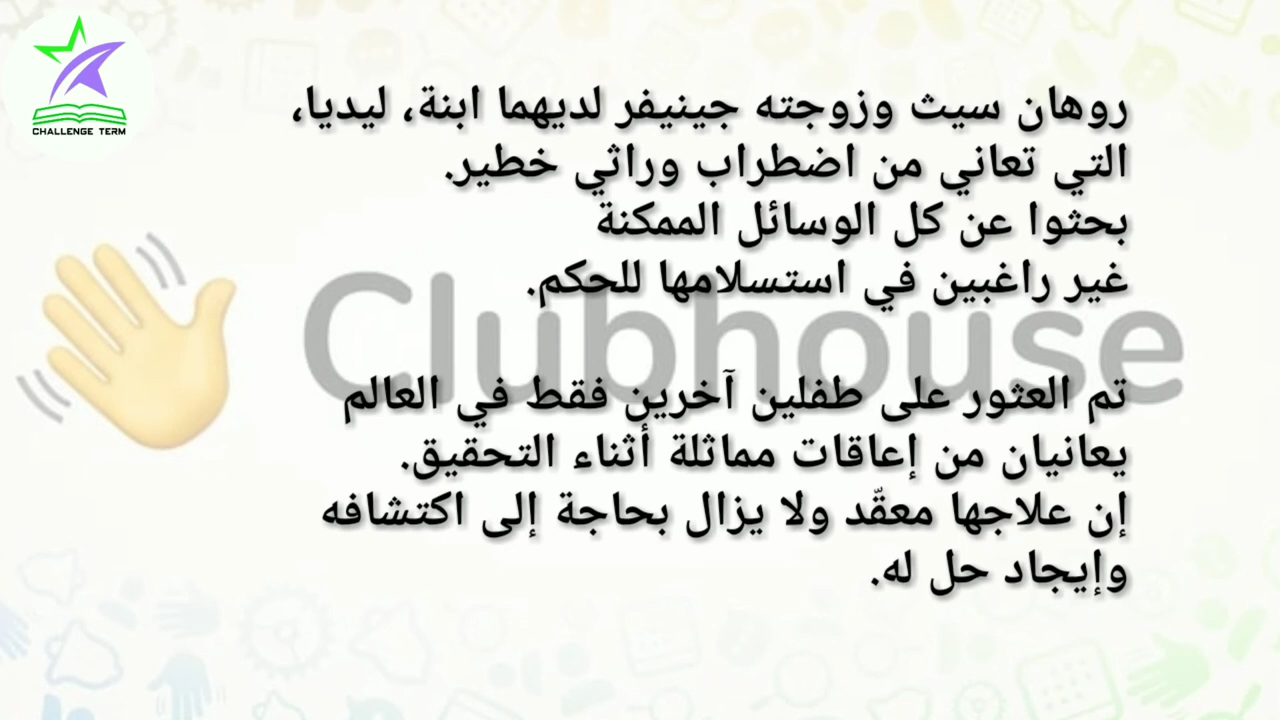 CHALLENGE TERM
روهان سيث وزوجته جينيفر لديهما ابنة، ليديا،
التي تعاني من اضطراب وراثي خطير.
بحثوا عن كل الوسائل الممكنة
غير راغبين في استسلامها للحكم.
Clubhouse
تم العثور على طفلين آخرين فقط في العالم
يعانيان من إعاقات مماثلة أثناء التحقيق.
إن علاجها معقّد ولا يزال بحاجة إلى اكتشافه
وإيجاد حل له.